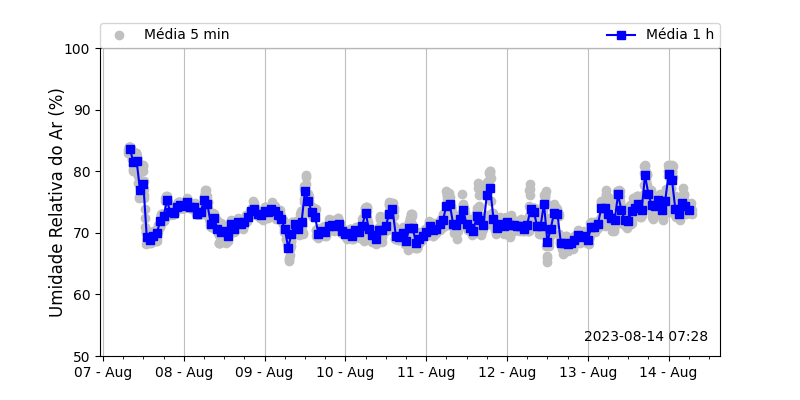 Média 5 min
Média 1 h
100
90
80
70
60
50
Umidade Relativa do Ar (%)
2023-08-14 07:28
07 - Aug
08 - Aug
09 - Aug
10 - Aug
11 - Aug
12 - Aug
13 - Aug
14 - Aug